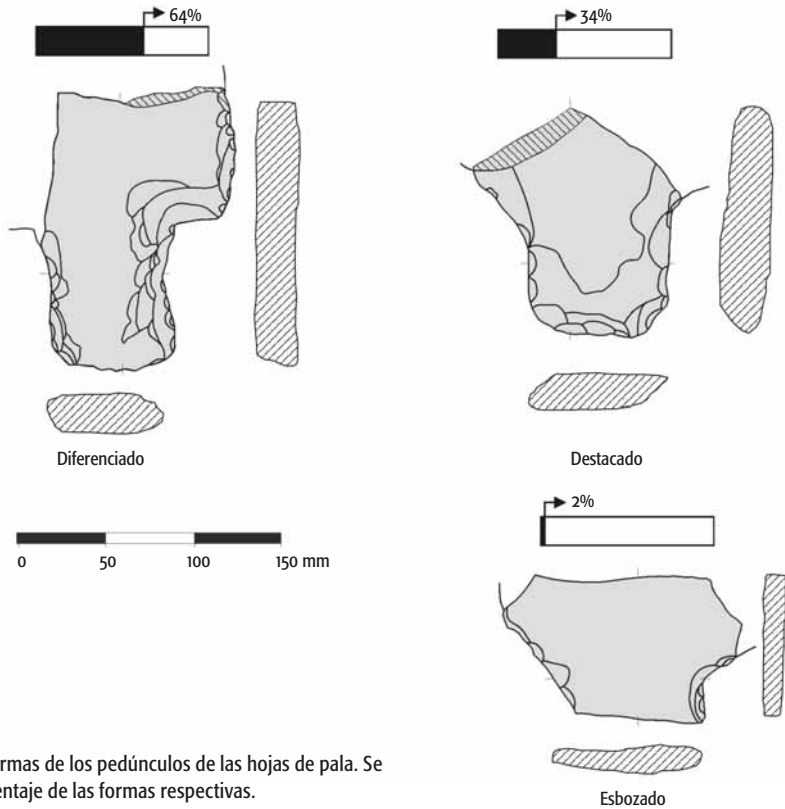 64%
34%
Diferenciado
Destacado
2%
0 50 100 150 mm
Esbozado
rmas de los pedúnculos de las hojas de pala. Se
entaje de las formas respectivas.